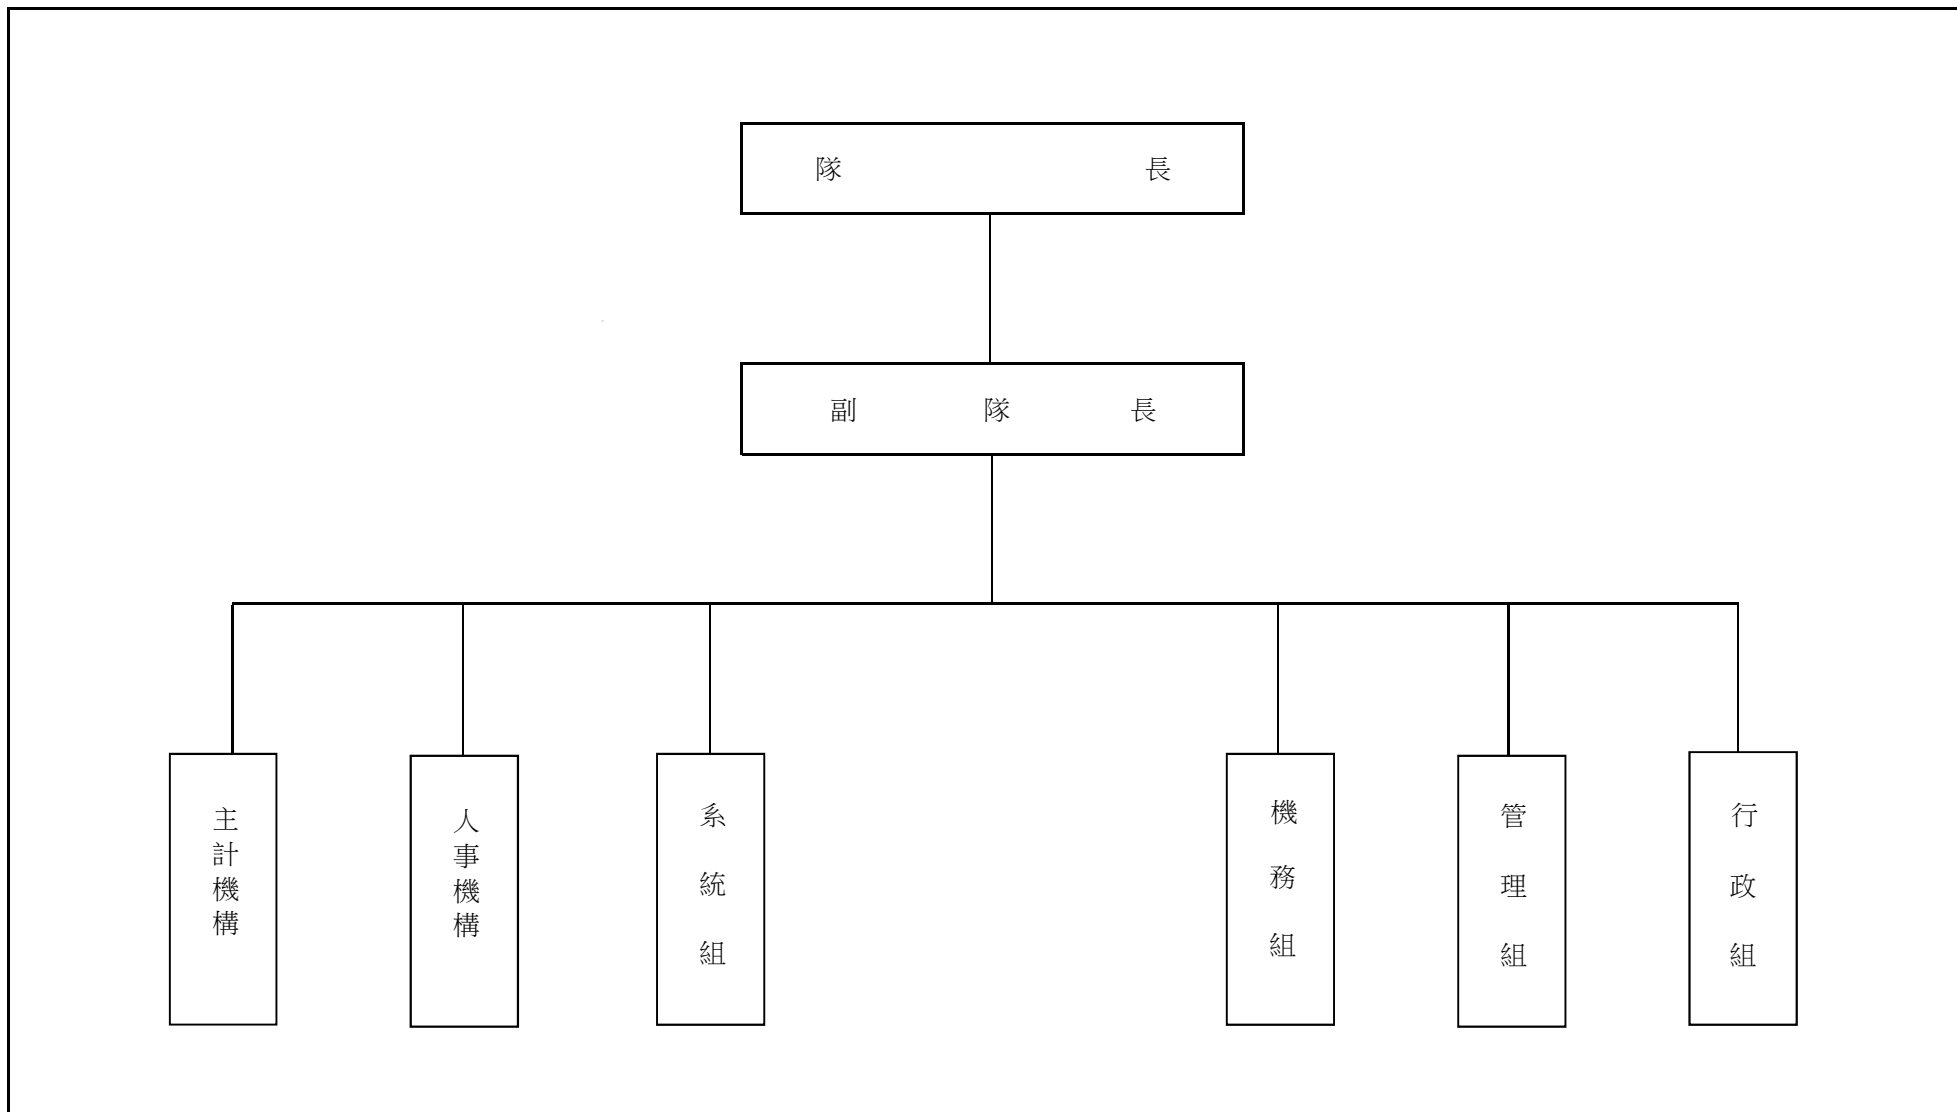 隊長
副隊長
主計機構
人事機構
系統組
機務組
管理組
行政組